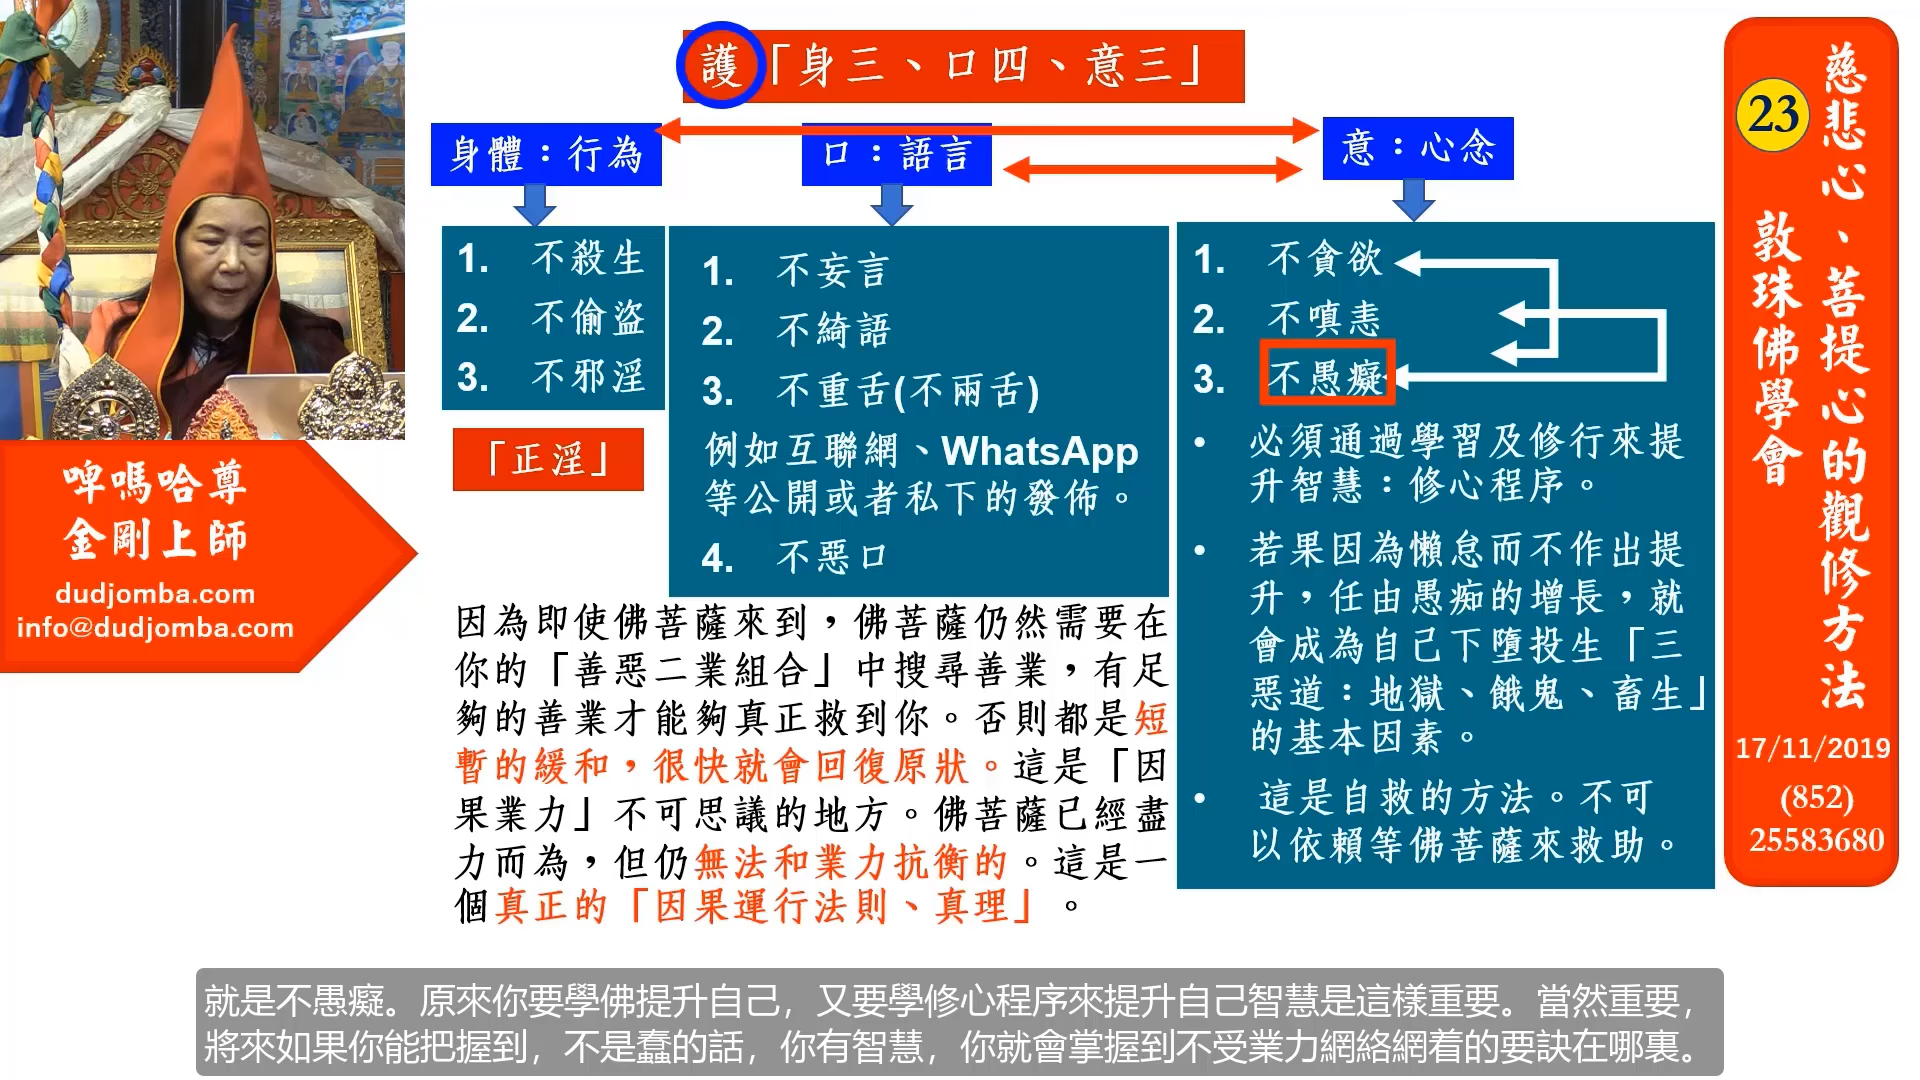 護「身三、口四、意三」
身體：行為
口：語言
意：心念
1. 不殺生
2. 不偷盜
3. 不邪淫
「正淫」
1. 不妄言
2. 不綺語
3. 不重舌(不兩舌)
例如互聯網、WhatsApp
等公開或者私下的發佈。
4. 不惡口
1. 不貪欲
2. 不嗔恚
3. 不愚癡
• 必須通過學習及修行來提
升智慧：修心程序。
• 若果因為懶怠而不作出提
升，任由愚痴的增長，就
會成為自己下墮投生「三
惡道：地獄、餓鬼、畜生」
的基本因素。
• 這是自救的方法。不可
以依賴等佛菩薩來救助。
因為即使佛菩薩來到，佛菩薩仍然需要在
你的「善惡二業組合」中搜尋善業，有足
夠的善業才能夠真正救到你。否則都是短
暫的緩和，很快就會回復原狀。這是「因
果業力」不可思議的地方。佛菩薩已經盡
力而為，但仍無法和業力抗衡的。這是一
個真正的「因果運行法則、真理」。
啤嗎哈尊
金剛上師
dudjomba.com
info@dudjomba.com
慈悲心、菩提心的觀修方法
23
敦珠佛學會
17/11/2019
(852)
25583680
就是不愚癡。原來你要學佛提升自己，又要學修心程序來提升自己智慧是這樣重要。當然重要，
將來如果你能把握到，不是蠢的話，你有智慧，你就會掌握到不受業力網絡網着的要訣在哪裏。